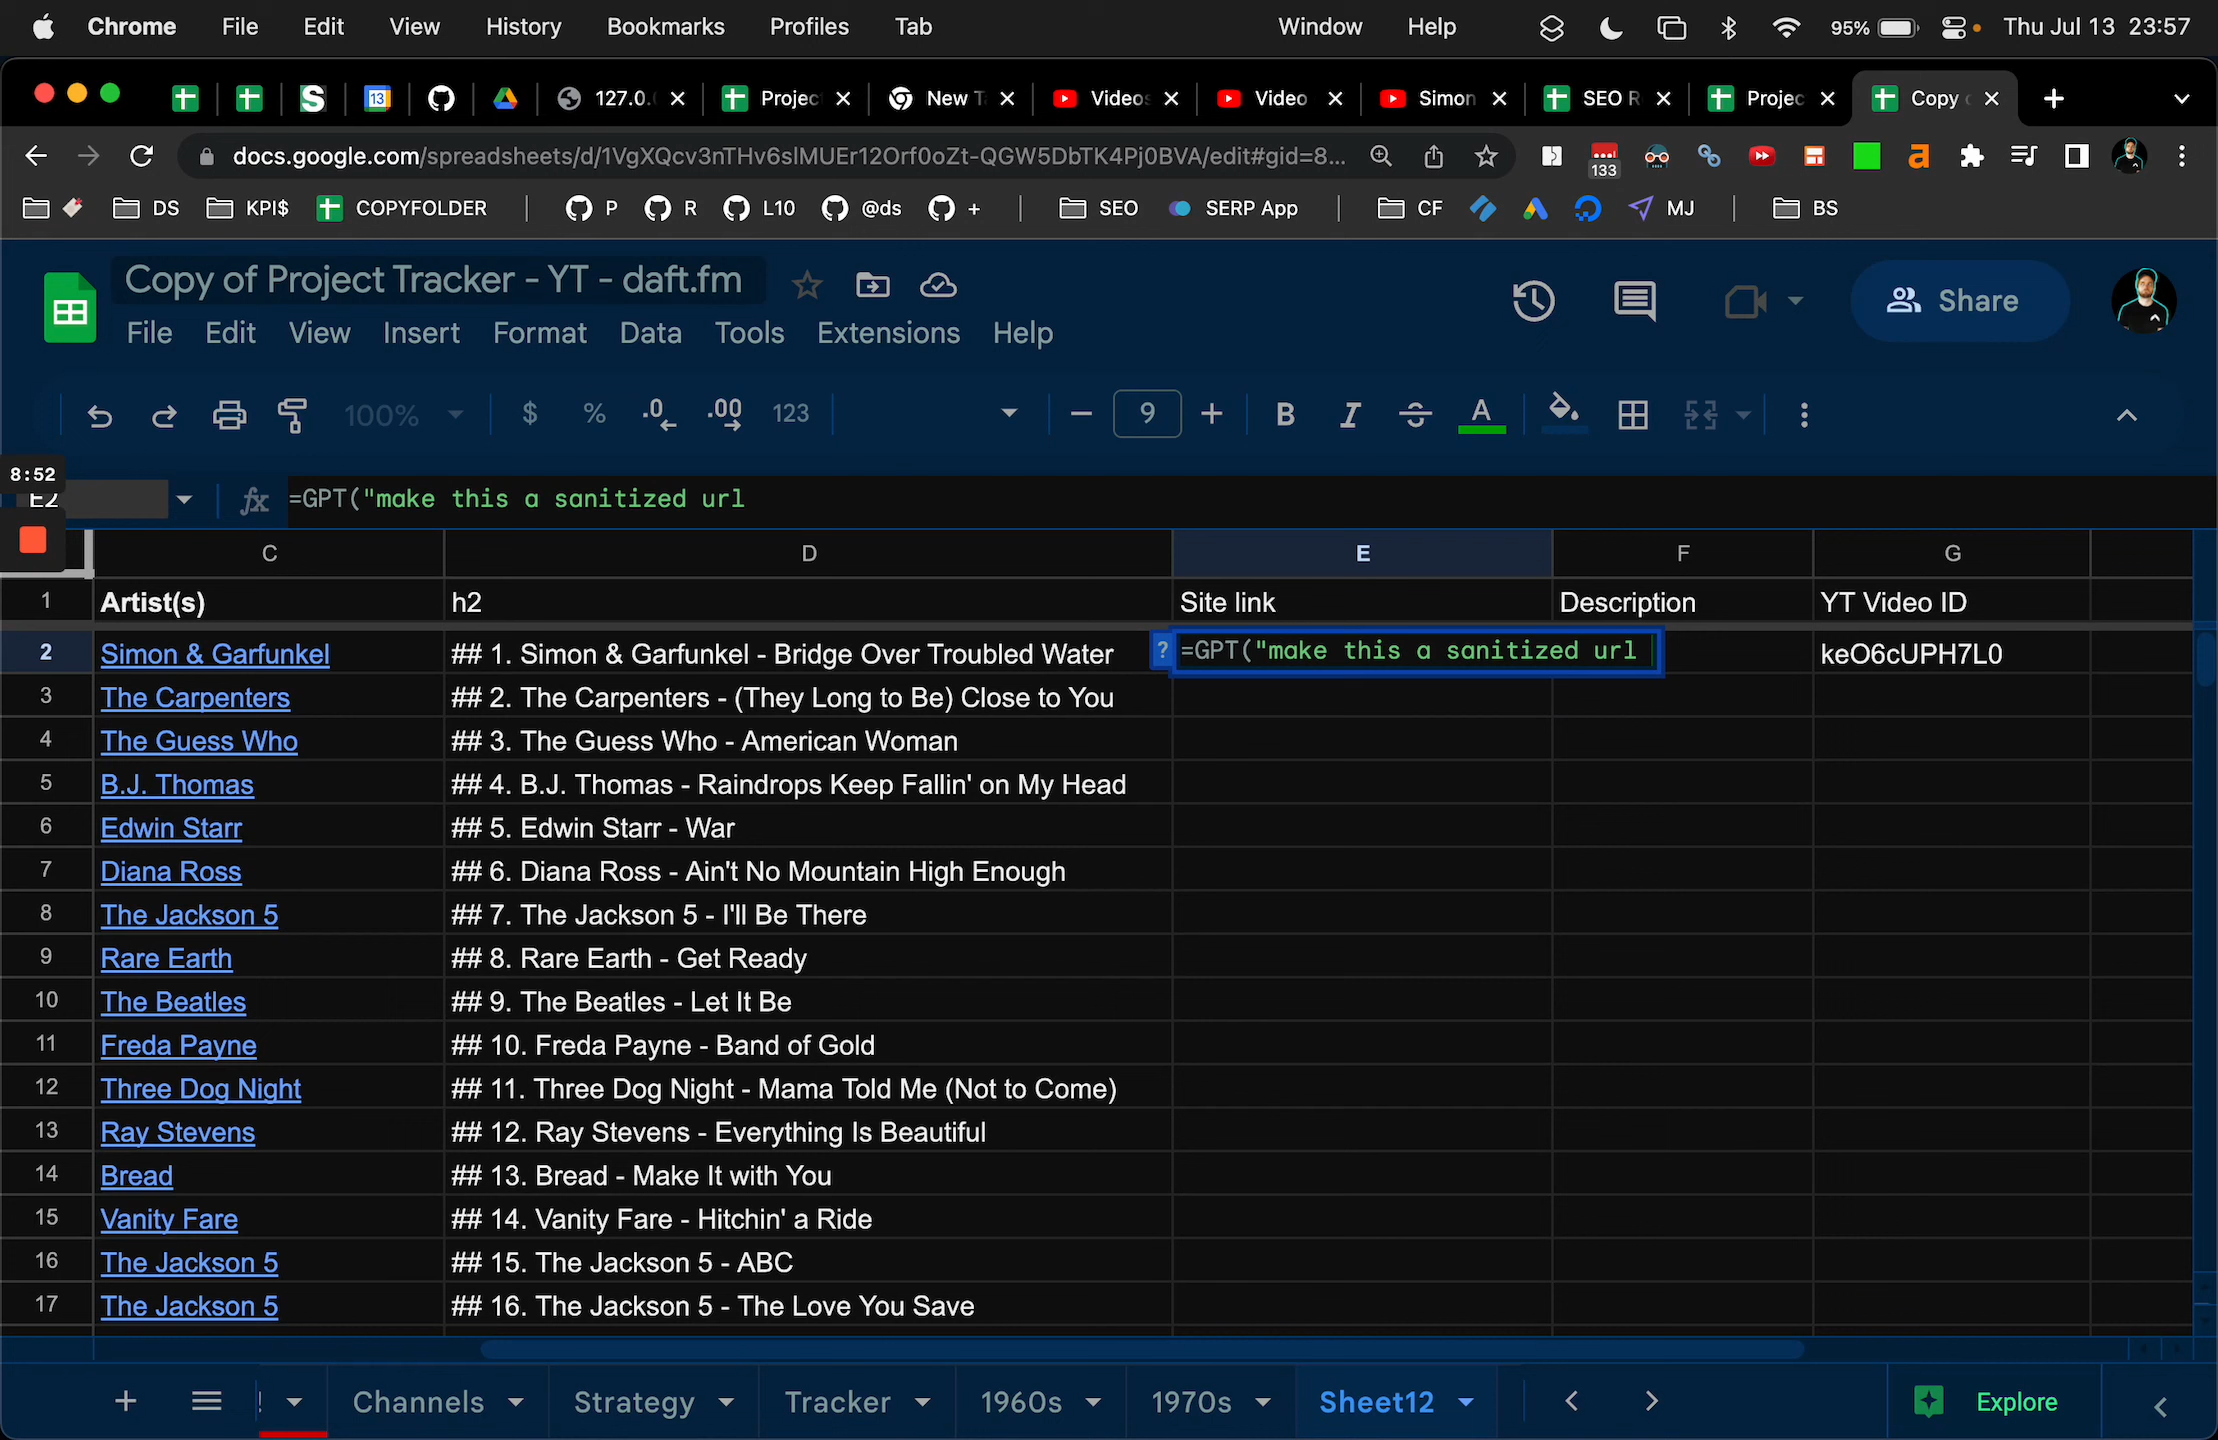 Chrome File Edit View History Bookmarks Profiles Tab Window Help 95% Thu Jul 13 23:57
13 127.0. Projec New T Videos Video Simon SEO R Projec Copy
docs.google.com/spreadsheets/d/1VgXQcv3nTHv6slMUEr12Orf0oZt-QGW5DbTK4Pj0BVA/edit#gid=8... 133
DS KPI$ COPYFOLDER P R L10 @ds + SEO SERP App CF MJ BS
Copy of Project Tracker - YT - daft.fm
Share
File Edit View Insert Format Data Tools Extensions Help
100% $ % .0 .00 123 9 B I A
8:52
E2 fx =GPT("make this a sanitized url
C D E F G
1 Artist(s) h2 Site link Description YT Video ID
2 Simon & Garfunkel ## 1. Simon & Garfunkel - Bridge Over Troubled Water ? =GPT("make this a sanitized url keO6cUPH7L0
3 The Carpenters ## 2. The Carpenters - (They Long to Be) Close to You
4 The Guess Who ## 3. The Guess Who - American Woman
5 B.J. Thomas ## 4. B.J. Thomas - Raindrops Keep Fallin' on My Head
6 Edwin Starr ## 5. Edwin Starr - War
7 Diana Ross ## 6. Diana Ross - Ain't No Mountain High Enough
8 The Jackson 5 ## 7. The Jackson 5 - I'll Be There
9 Rare Earth ## 8. Rare Earth - Get Ready
10 The Beatles ## 9. The Beatles - Let It Be
11 Freda Payne ## 10. Freda Payne - Band of Gold
12 Three Dog Night ## 11. Three Dog Night - Mama Told Me (Not to Come)
13 Ray Stevens ## 12. Ray Stevens - Everything Is Beautiful
14 Bread ## 13. Bread - Make It with You
15 Vanity Fare ## 14. Vanity Fare - Hitchin' a Ride
16 The Jackson 5 ## 15. The Jackson 5 - ABC
17 The Jackson 5 ## 16. The Jackson 5 - The Love You Save
! Channels Strategy Tracker 1960s 1970s Sheet12 Explore